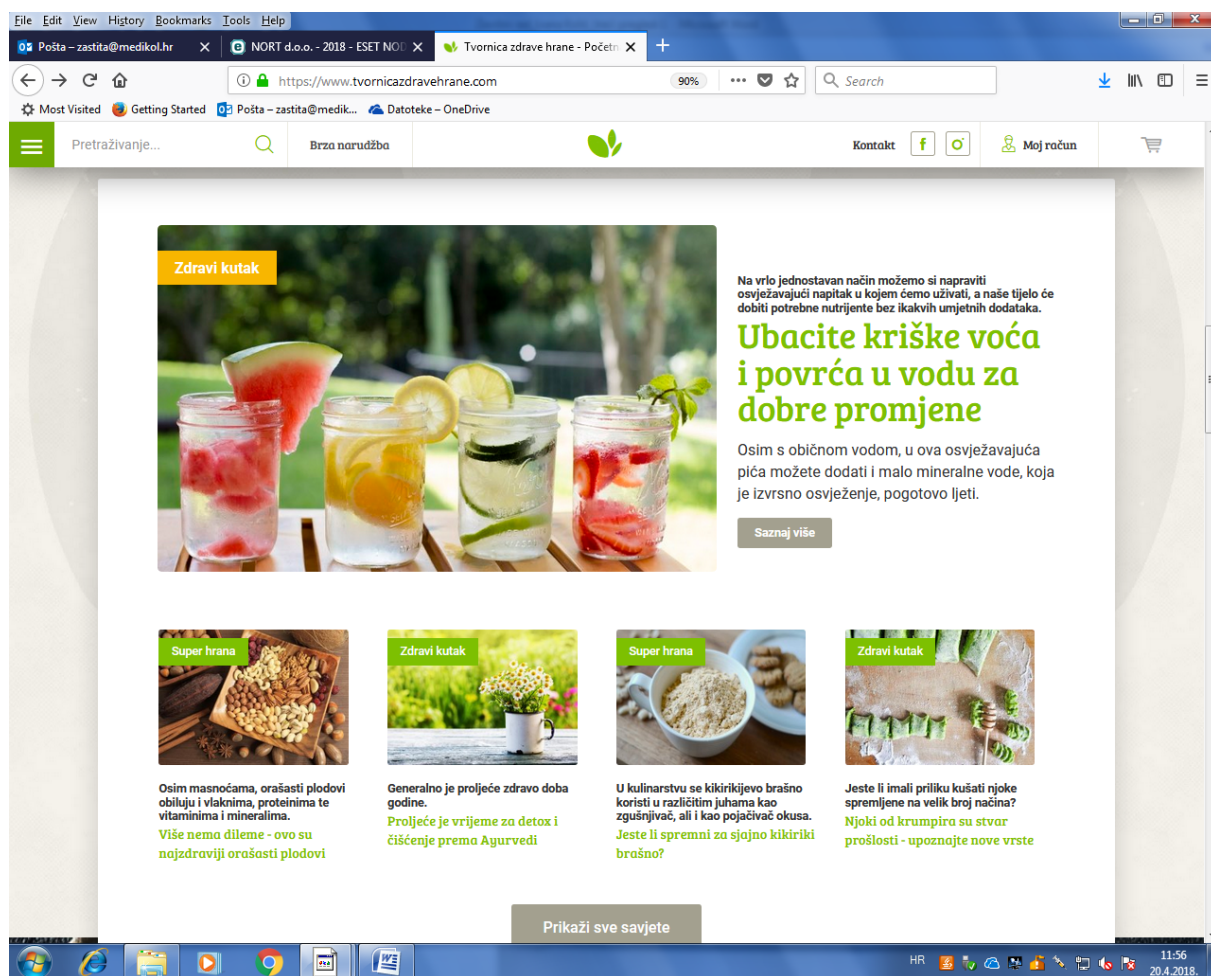 File Edit View History Bookmarks Tools Help
Pošta – zastita@medikol.hr
NORT d.o.o. - 2018 - ESET NOD
Tvornica zdrave hrane - Početn
https://www.tvornicazdravehrane.com
90%
Search
Most Visited
Getting Started
Pošta – zastita@medik...
Datoteke – OneDrive
Pretraživanje...
Brza narudžba
Kontakt
Moj račun
Zdravi kutak
Na vrlo jednostavan način možemo si napraviti
osvježavajući napitak u kojem ćemo uživati, a naše tijelo će
dobiti potrebne nutrijente bez ikakvih umjetnih dodataka.
Ubacite kriške voća
i povrća u vodu za
dobre promjene
Osim s običnom vodom, u ova osvježavajuća
pića možete dodati i malo mineralne vode, koja
je izvrsno osvježenje, pogotovo ljeti.
Saznaj više
Super hrana
Osim masnoćama, orašasti plodovi
obiluju i vlaknima, proteinima te
vitaminima i mineralima.
Više nema dileme - ovo su
najzdraviji orašasti plodovi
Zdravi kutak
Generalno je proljeće zdravo doba
godine.
Proljeće je vrijeme za detox i
čišćenje prema Ayurvedi
Super hrana
U kulinarstvu se kikirikijevo brašno
koristi u različitim juhama kao
zgušnjivač, ali i kao pojačivač okusa.
Jeste li spremni za sjajno kikiriki
brašno?
Zdravi kutak
Jeste li imali priliku kušati njoke
spremljene na velik broj načina?
Njoki od krumpira su stvar
prošlosti - upoznajte nove vrste
Prikaži sve savjete
HR
11:56
20.4.2018.